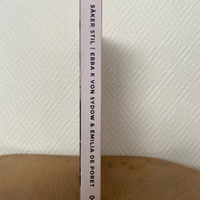 SÄKER STIL | EBBA K VON SYDOW & EMILIA DE PORET